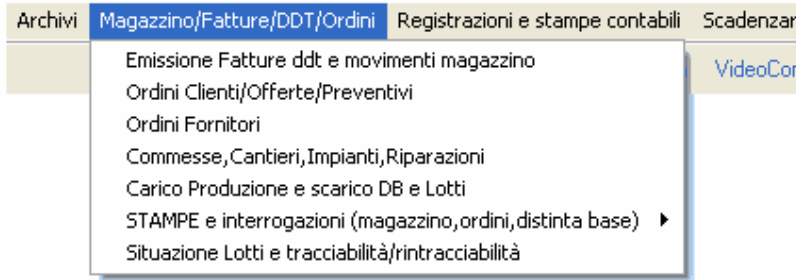 Archivi Magazzino/Fatture/DDT/Ordini Registrazioni e stampe contabili
Emissione Fatture ddt e movimenti magazzino
Ordini Clienti/Offerte/Preventivi
Ordini Fornitori
Commesse,Cantieri,Impianti,Riparazioni
Carico Produzione e scarico DB e Lotti
STAMPE e interrogazioni (magazzino,ordini,distinta base)
Situazione Lotti e tracciabilità/rintracciabilità